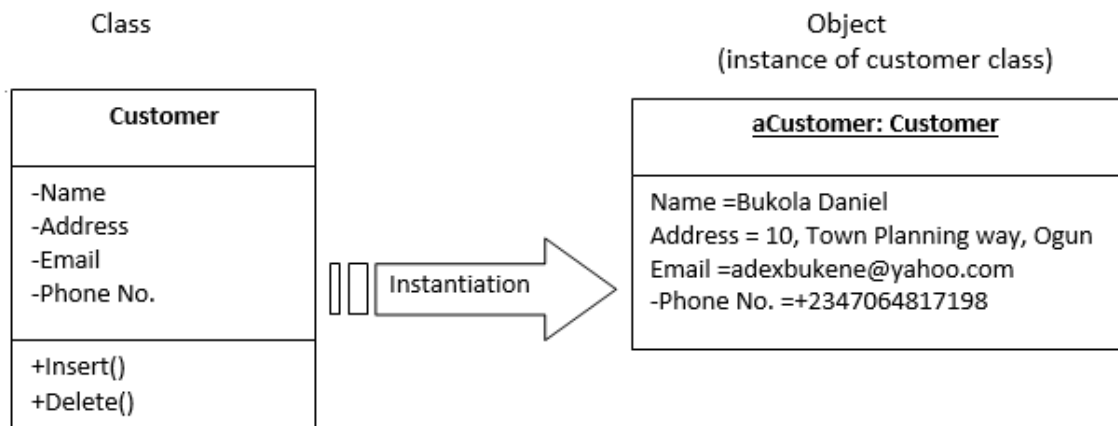 Class
Object
(instance of customer class)
Customer
-Name
-Address
-Email
-Phone No.
+Insert()
+Delete()
Instantiation
aCustomer: Customer
Name =Bukola Daniel
Address = 10, Town Planning way, Ogun
Email =adexbukene@yahoo.com
-Phone No. =+2347064817198